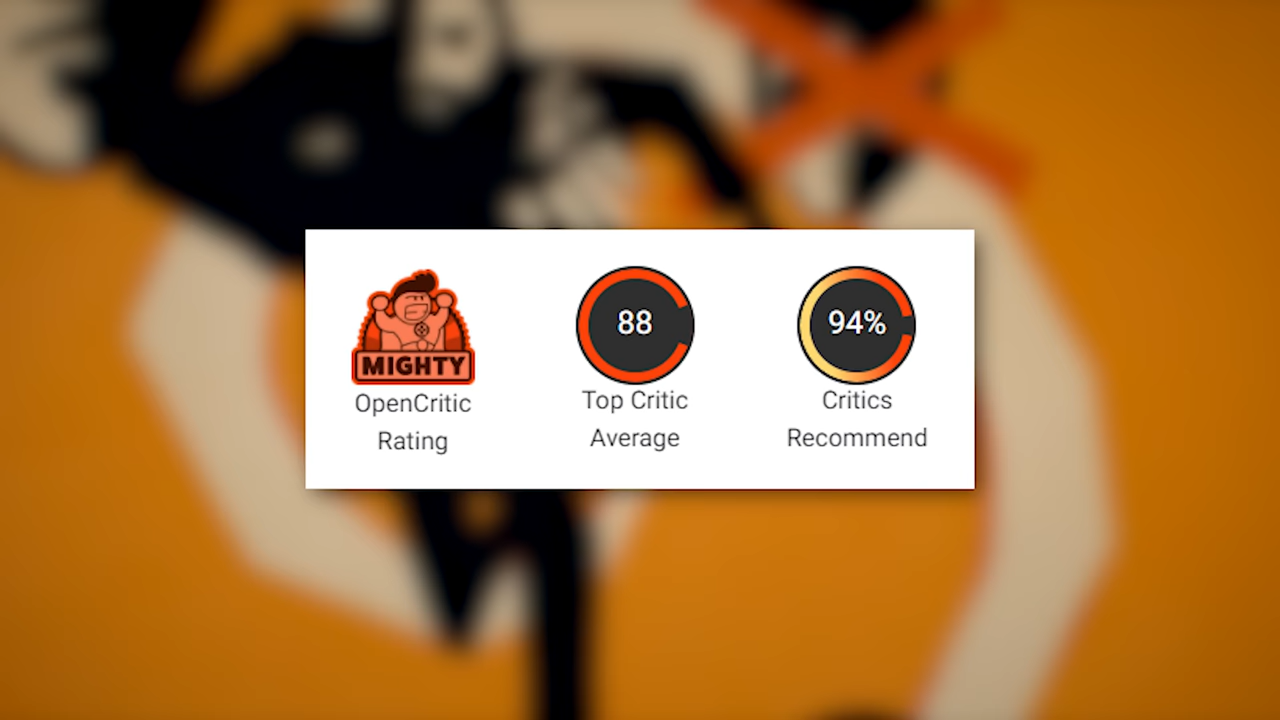 MIGHTY
OpenCritic
Rating
88
Top Critic
Average
94%
Critics
Recommend